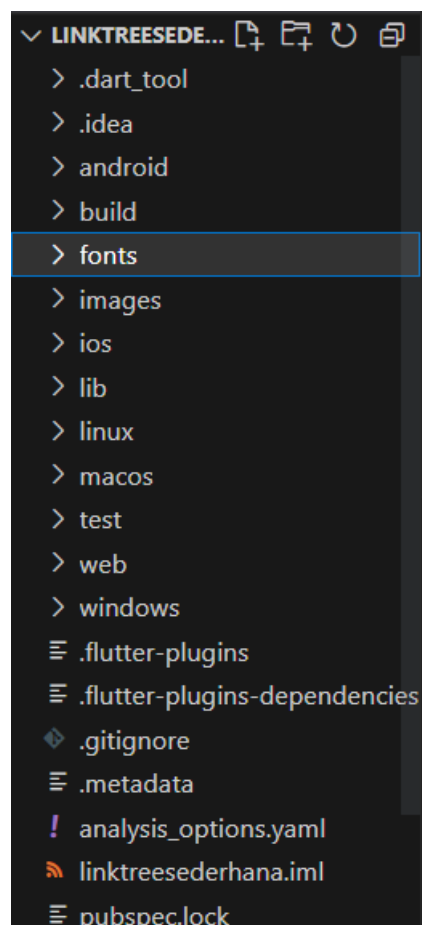 LINKTREESEDE...
.dart_tool
.idea
android
build
fonts
images
ios
lib
linux
macos
test
web
windows
.flutter-plugins
.flutter-plugins-dependencies
.gitignore
.metadata
analysis_options.yaml
linktreesederhana.iml
pubspec.lock